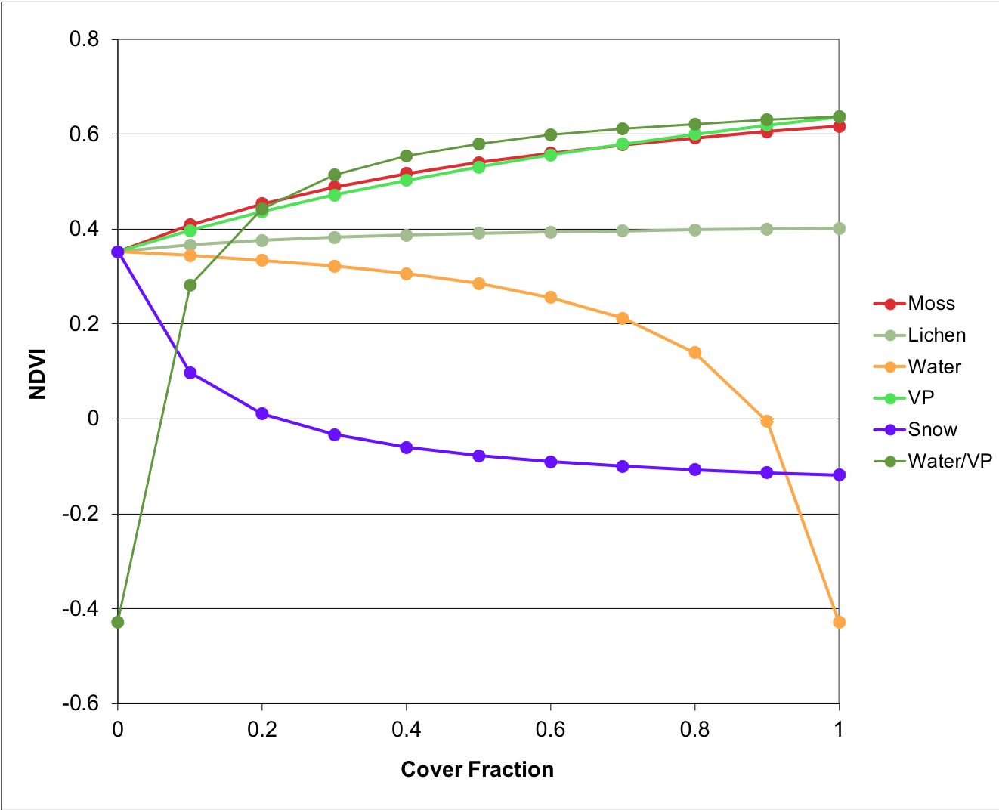 0.8
0.6
0.4
0.2
0
-0.2
-0.4
-0.6
NDVI
0 0.2 0.4 0.6 0.8 1
Cover Fraction
Moss
Lichen
Water
VP
Snow
Water/VP